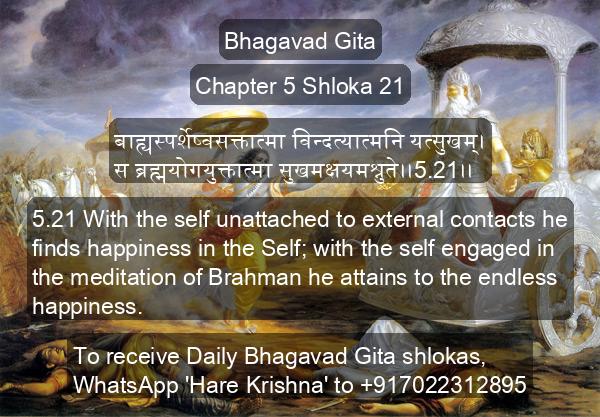 Bhagavad Gita
Chapter 5 Shloka 21
बाह्यस्पर्शेष्वसक्तात्मा विन्दत्यात्मनि यत्सुखम्।
स ब्रह्मयोगयुक्तात्मा सुखमक्षयमश्नुते।।5.21।।
5.21 With the self unattached to external contacts he
finds happiness in the Self; with the self engaged in
the meditation of Brahman he attains to the endless
happiness.
To receive Daily Bhagavad Gita shlokas,
WhatsApp 'Hare Krishna' to +917022312895